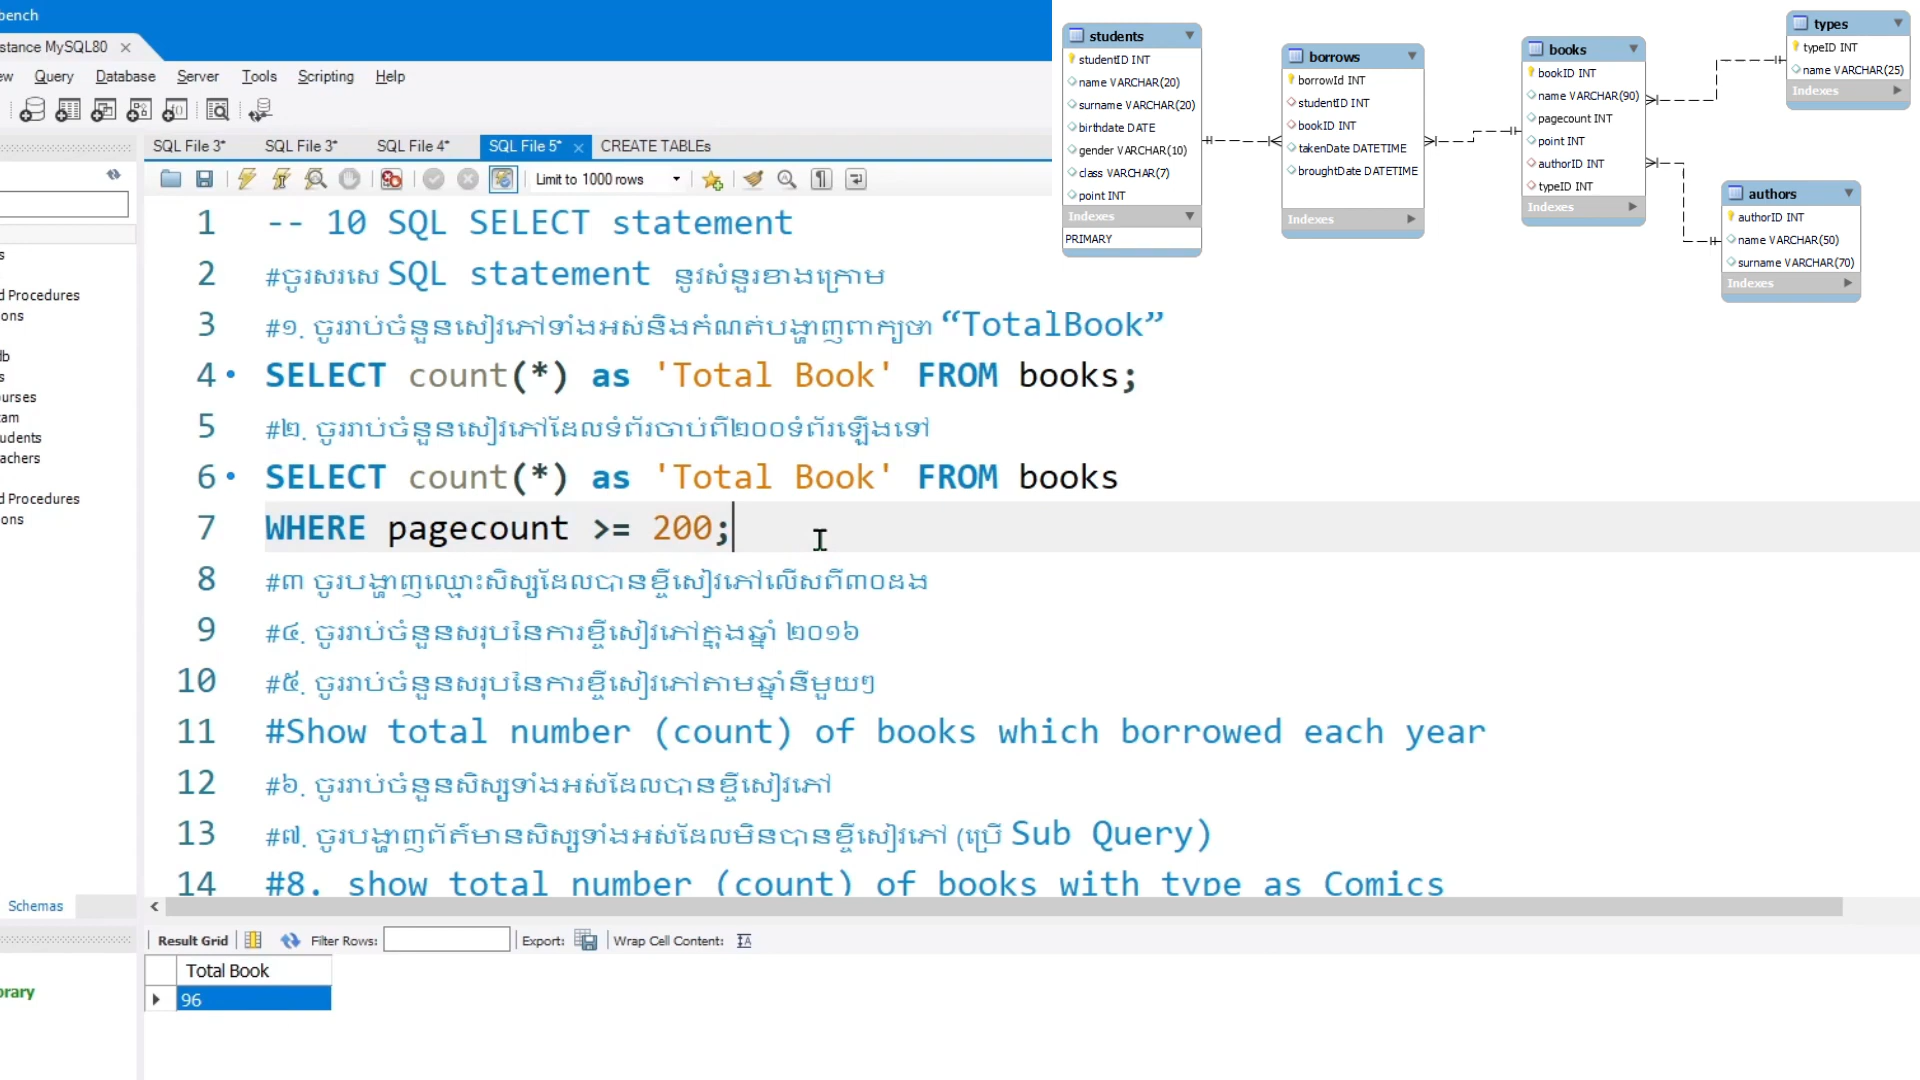 bench
stance MySQL80
ew Query Database Server Tools Scripting Help
SQL File 3* SQL File 3* SQL File 4* SQL File 5* CREATE TABLEs
Limit to 1000 rows
1 -- 10 SQL SELECT statement
2 #ចូរសរសេ SQL statement នូវសំនួរខាងក្រោម
3 #១. ចូររាប់ចំនួនសៀវភៅទាំងអស់និងកំណត់បង្ហាញពាក្យថា “TotalBook”
4 SELECT count(*) as 'Total Book' FROM books;
5 #២. ចូររាប់ចំនួនសៀវភៅដែលទំព័រចាប់ពី២០០ទំព័រឡើងទៅ
6 SELECT count(*) as 'Total Book' FROM books
7 WHERE pagecount >= 200;
8 #៣ ចូរបង្ហាញឈ្មោះសិស្សដែលបានខ្ចីសៀវភៅលើសពី៣០ដង
9 #៤. ចូររាប់ចំនួនសរុបនៃការខ្ចីសៀវភៅក្នុងឆ្នាំ ២០១៦
10 #៥. ចូររាប់ចំនួនសរុបនៃការខ្ចីសៀវភៅតាមឆ្នាំនីមួយៗ
11 #Show total number (count) of books which borrowed each year
12 #៦. ចូររាប់ចំនួនសិស្សទាំងអស់ដែលបានខ្ចីសៀវភៅ
13 #៧. ចូរបង្ហាញព័ត៌មានសិស្សទាំងអស់ដែលមិនបានខ្ចីសៀវភៅ (ប្រើ Sub Query)
14 #8. show total number (count) of books with type as Comics
s
d Procedures
ons
db
s
ourses
am
udents
achers
d Procedures
ons
Schemas
orary
Result Grid Filter Rows: Export: Wrap Cell Content:
Total Book
96
students
studentID INT
name VARCHAR(20)
surname VARCHAR(20)
birthdate DATE
gender VARCHAR(10)
class VARCHAR(7)
point INT
Indexes
PRIMARY
borrows
borrowId INT
studentID INT
bookID INT
takenDate DATETIME
broughtDate DATETIME
Indexes
books
bookID INT
name VARCHAR(90)
pagecount INT
point INT
authorID INT
typeID INT
Indexes
types
typeID INT
name VARCHAR(25)
Indexes
authors
authorID INT
name VARCHAR(50)
surname VARCHAR(70)
Indexes